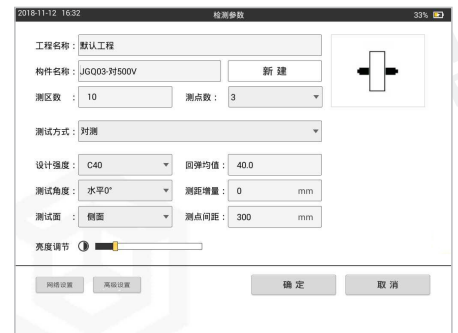 2018-11-12 16:32 检测参数 33%
工程名称： 默认工程
构件名称： JGQ03-对500V 新 建
测区数 ： 10 测点数： 3
测试方式： 对测
设计强度： C40 回弹均值： 40.0
测试角度： 水平0° 测距增量： 0 mm
测试面 ： 侧面 测点间距： 300 mm
亮度调节
网络设置 高级设置 确 定 取 消